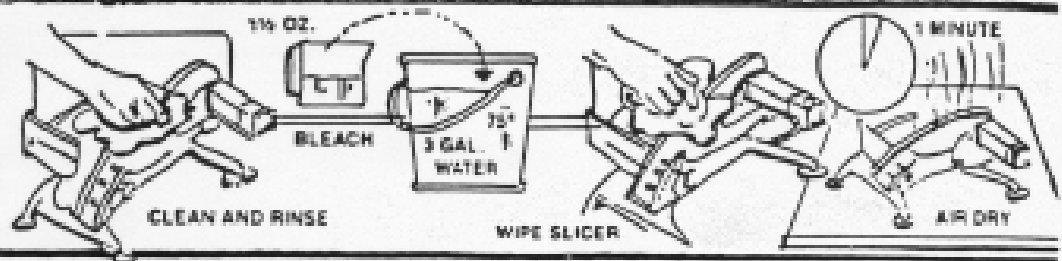 1½ OZ.
BLEACH
3 GAL.
WATER
75°
CLEAN AND RINSE
WIPE SLICER
1 MINUTE
AIR DRY